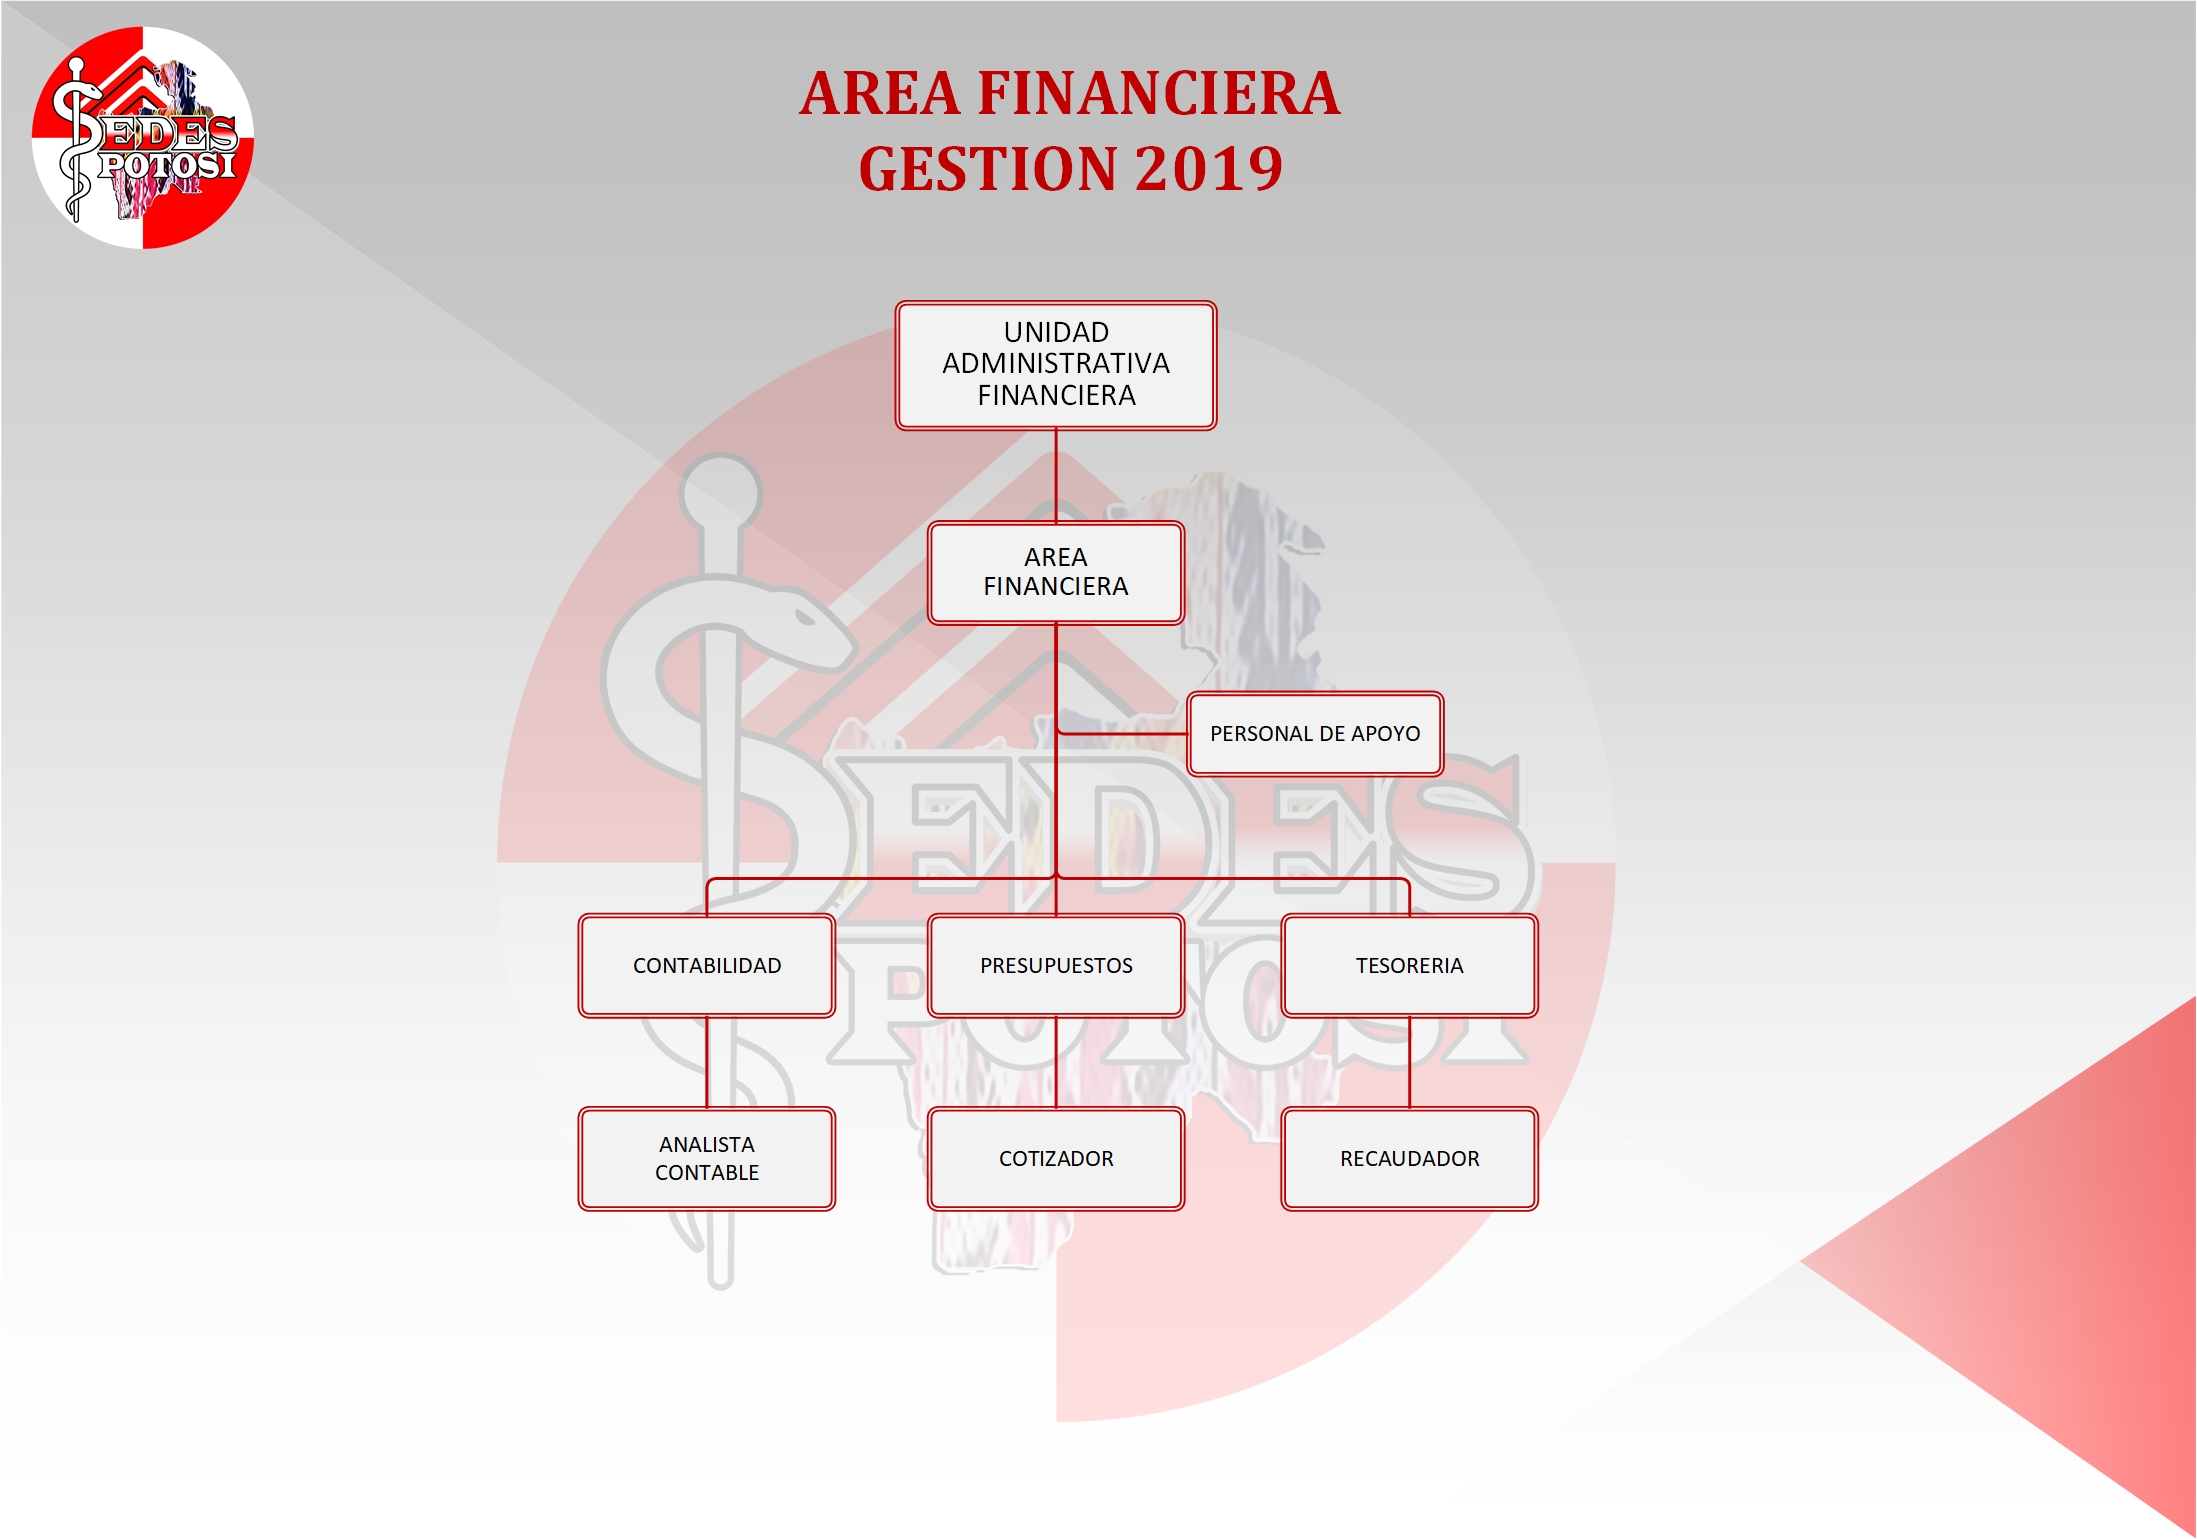 SEDES
POTOSI
AREA FINANCIERA
GESTION 2019
UNIDAD
ADMINISTRATIVA
FINANCIERA
AREA
FINANCIERA
PERSONAL DE APOYO
CONTABILIDAD
PRESUPUESTOS
TESORERIA
ANALISTA
CONTABLE
COTIZADOR
RECAUDADOR
SEDES
POTOSI